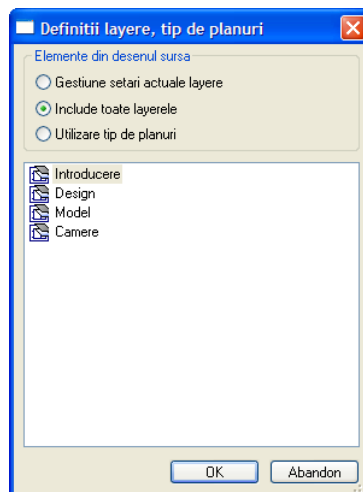 Definitii layere, tip de planuri
Elemente din desenul sursa
Gestiune setari actuale layere
Include toate layerele
Utilizare tip de planuri
Introducere
Design
Model
Camere
OK
Abandon